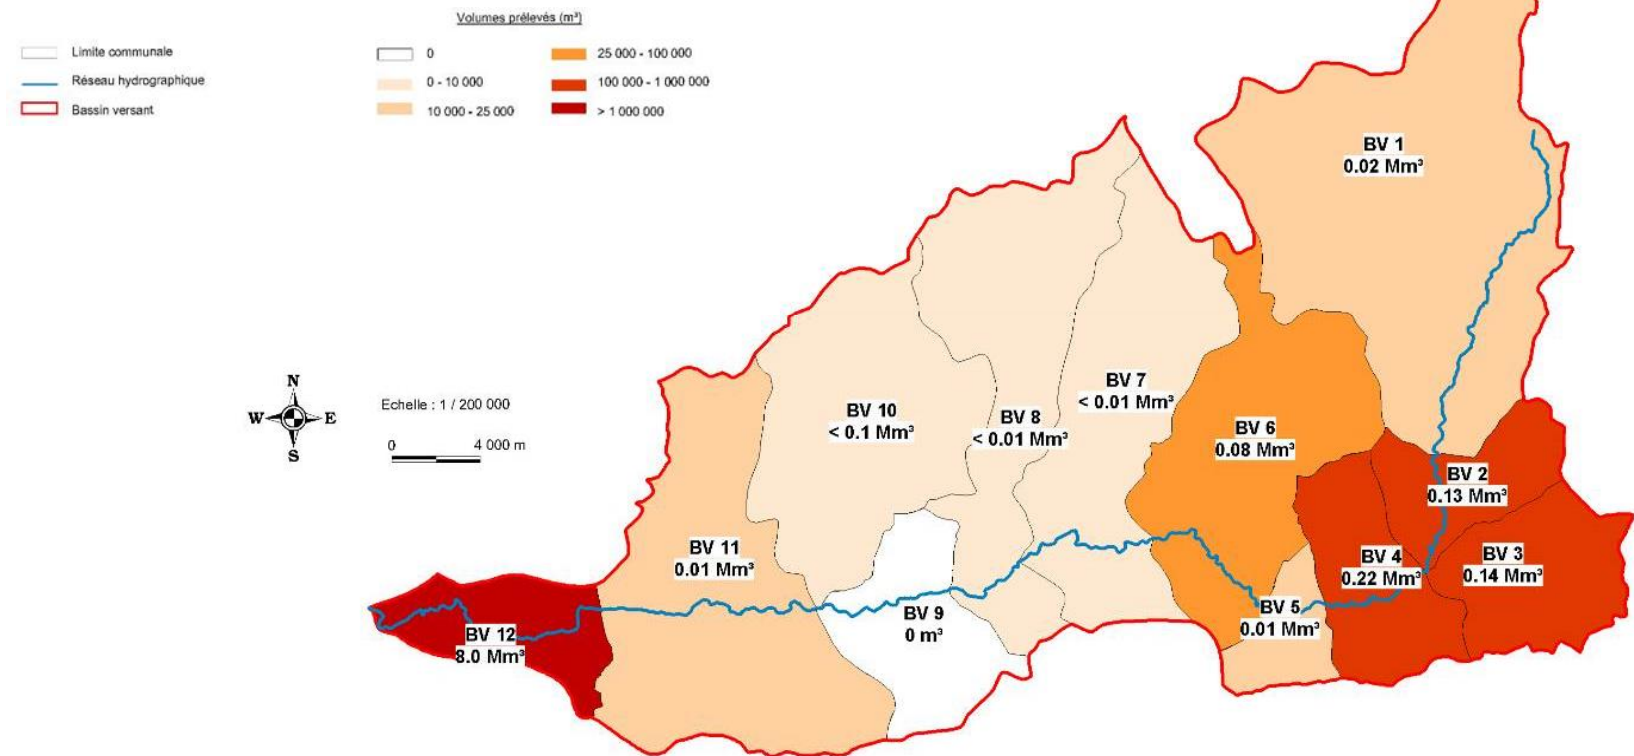 Volumes prélevés (m³)
Limite communale
Réseau hydrographique
Bassin versant
0
0 - 10 000
10 000 - 25 000
25 000 - 100 000
100 000 - 1 000 000
> 1 000 000
BV 1
0.02 Mm³
N
W
E
S
Echelle : 1 / 200 000
0
4 000 m
BV 7
< 0.01 Mm³
BV 10
< 0.1 Mm³
BV 8
< 0.01 Mm³
BV 6
0.08 Mm³
BV 2
0.13 Mm³
BV 11
0.01 Mm³
BV 4
0.22 Mm³
BV 3
0.14 Mm³
BV 9
0 m³
BV 5
0.01 Mm³
BV 12
8.0 Mm³